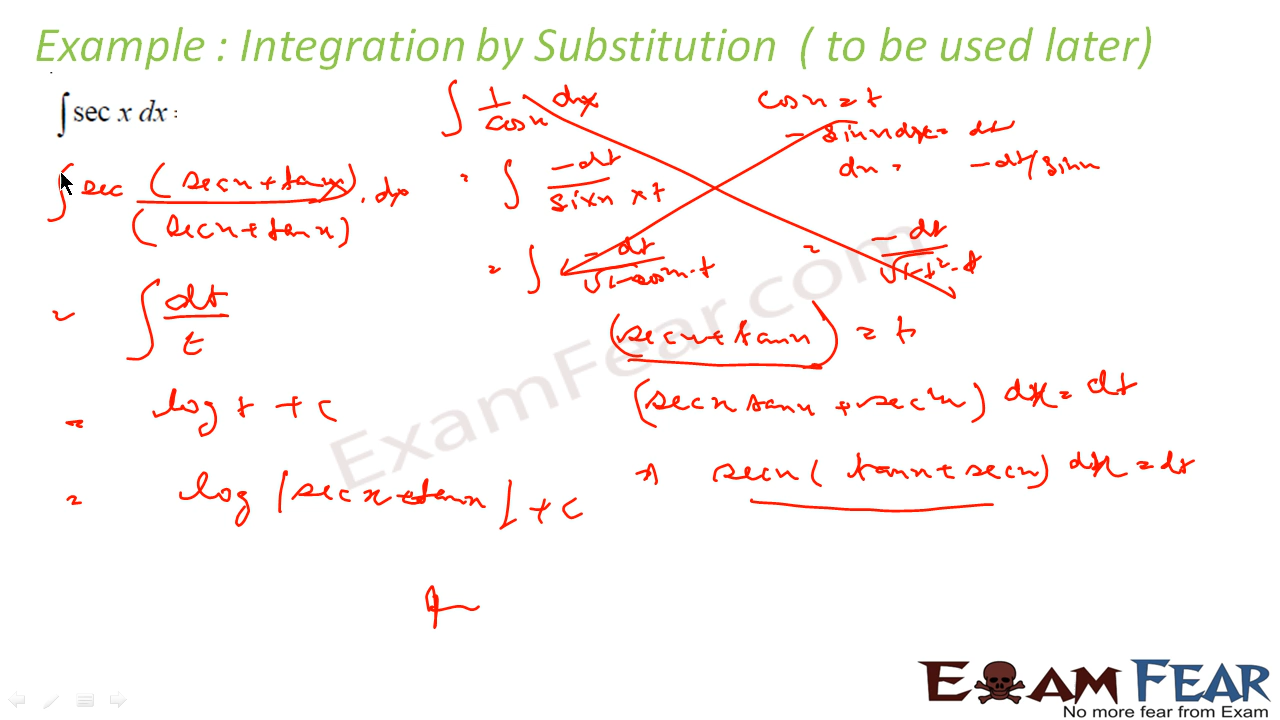 Example : Integration by Substitution ( to be used later)
∫ sec x dx =
∫ sec (secx + tanx) / (secx + tanx) . dx
= ∫ dt / t
= log t + c
= log |secx + tanx| + c
∫ 1 / cosx dx
= ∫ -dt / sinx × t
= ∫ -dt / √1-cos²x . t = -dt / √1-t² . t
cosx = t
- sinx dx = dt
dx = -dt/sinx
(secx + tanx) = t
(secx tanx + sec²x) dx = dt
⇒ secx ( tanx + secx) dx = dt
ExamFear.com
EXAM FEAR
No more fear from Exam